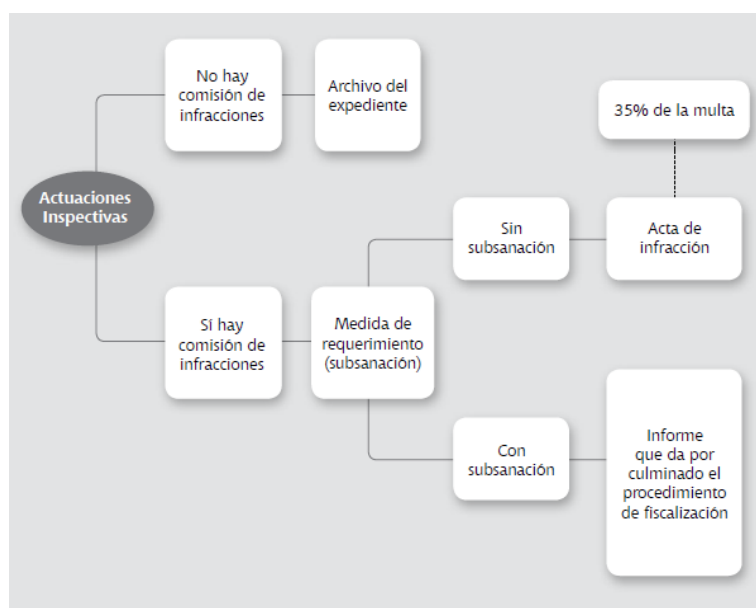 No hay
comisión de
infracciones
Archivo del
expediente
35% de la multa
Actuaciones
Inspectivas
Sin
subsanación
Acta de
infracción
Sí hay
comisión de
infracciones
Medida de
requerimiento
(subsanación)
Con
subsanación
Informe
que da por
culminado el
procedimiento
de fiscalización